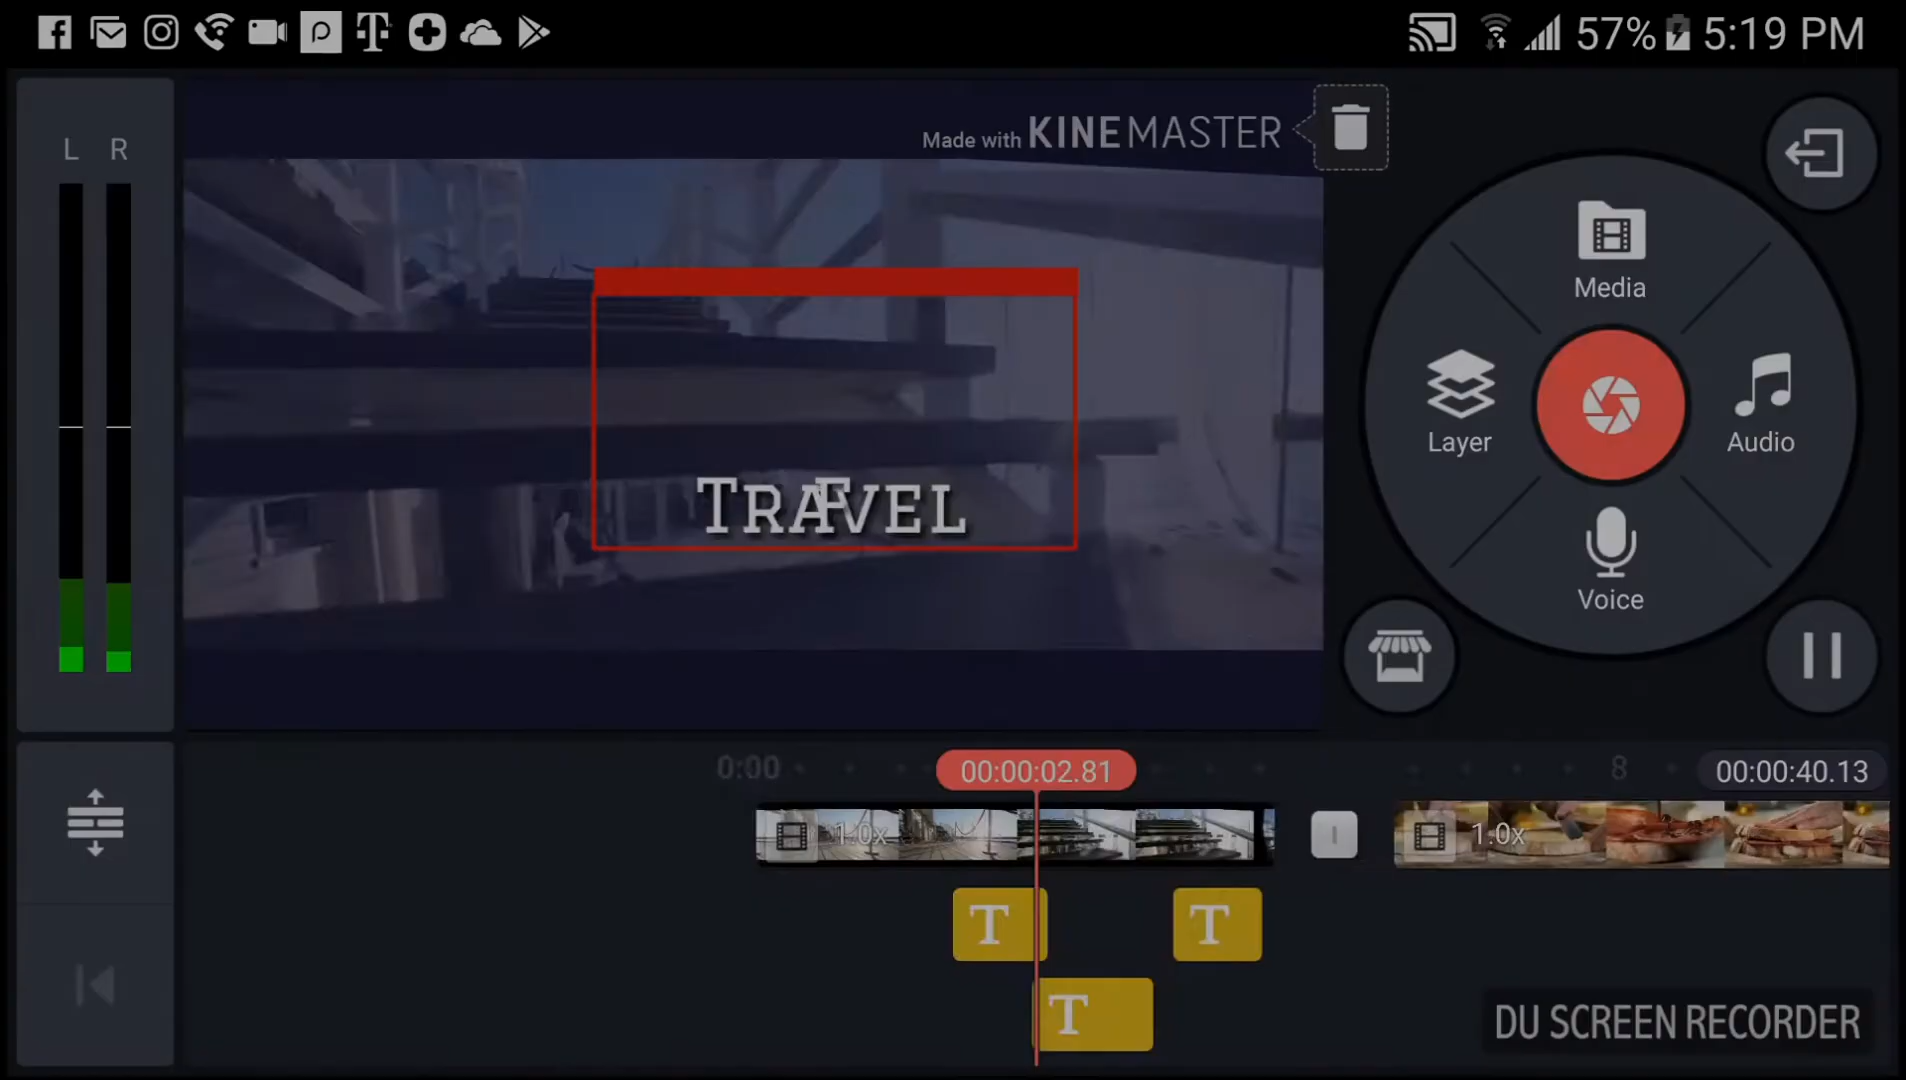 57% 5:19 PM
L R
Made with KINEMASTER
Media
Layer
Audio
TRAVEL
F
Voice
0:00
00:00:02.81
8
00:00:40.13
1.0x
1.0x
T
T
T
DU SCREEN RECORDER